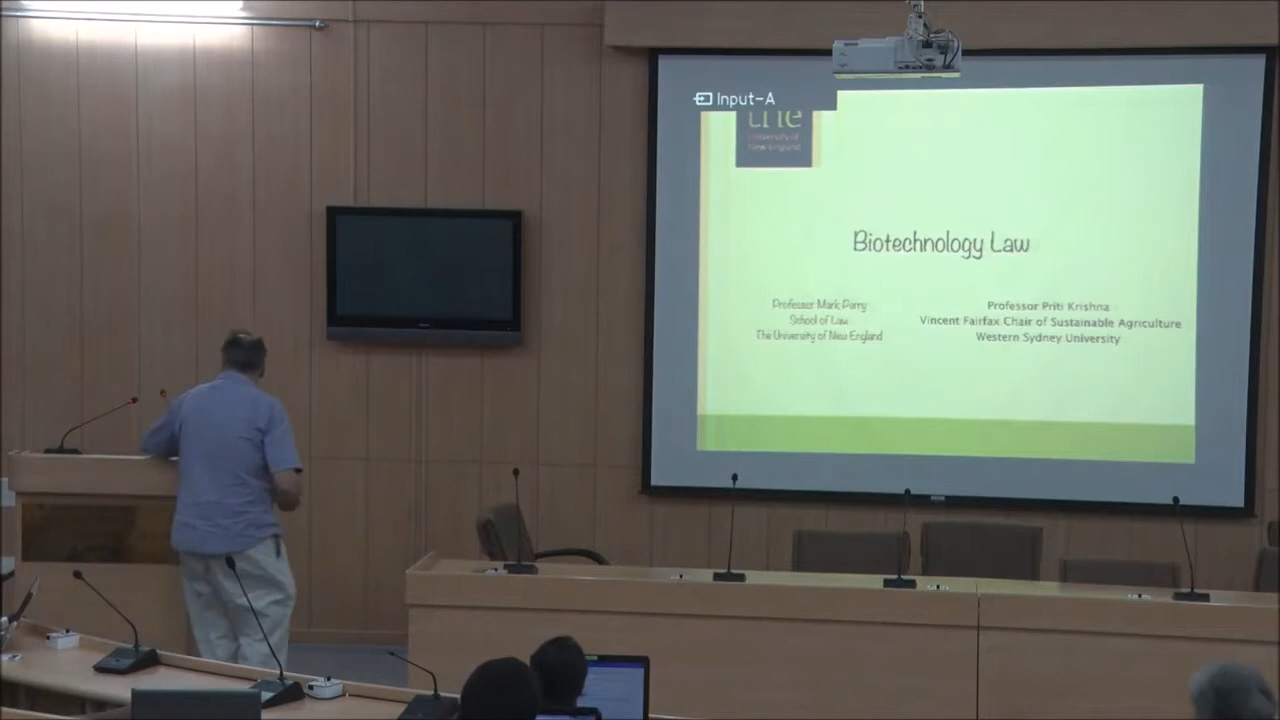 Input-A
une
University of
New England
Biotechnology Law
Professor Mark Perry
School of Law
The University of New England
Professor Priti Krishna
Vincent Fairfax Chair of Sustainable Agriculture
Western Sydney University